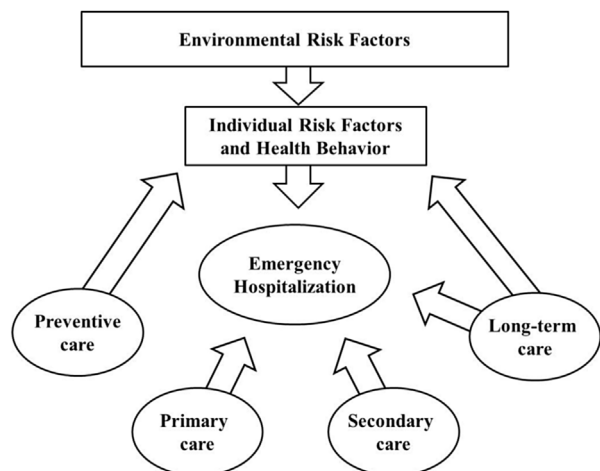 Environmental Risk Factors
Individual Risk Factors
and Health Behavior
Emergency
Hospitalization
Preventive
care
Long-term
care
Primary
care
Secondary
care